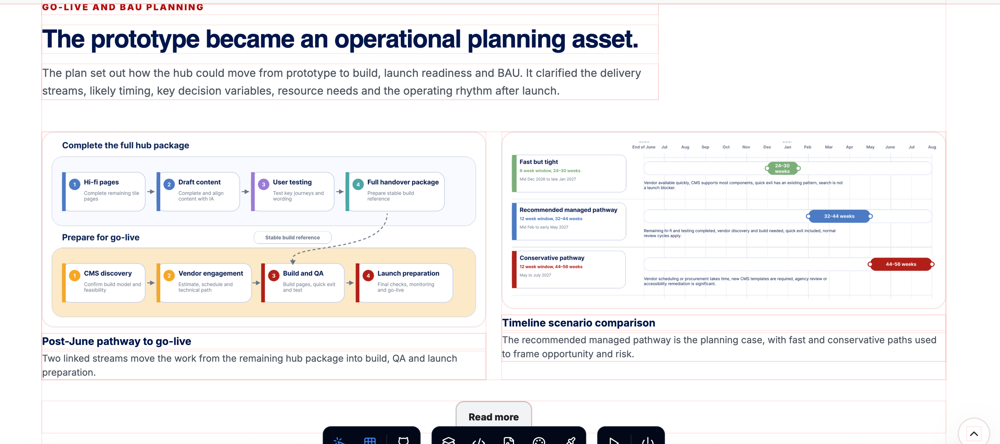 GO-LIVE AND BAU PLANNING
The prototype became an operational planning asset.
The plan set out how the hub could move from prototype to build, launch readiness and BAU. It clarified the delivery
streams, likely timing, key decision variables, resource needs and the operating rhythm after launch.
Complete the full hub package
1 Hi-fi pages
Complete remaining tile
pages
2 Draft content
Complete and align
content with IA
3 User testing
Test key journeys and
wording
4 Full handover package
Prepare stable build
reference
Prepare for go-live
Stable build reference
1 CMS discovery
Confirm build model and
feasibility
2 Vendor engagement
Estimate, schedule and
technical path
3 Build and QA
Build pages, quick exit
and test
4 Launch preparation
Final checks, monitoring
and go-live
Post-June pathway to go-live
Two linked streams move the work from the remaining hub package into build, QA and launch
preparation.
End of June Jul Aug Sep Oct Nov Dec Jan Feb Mar Apr May June Jul Aug
Fast but tight
6 week window, 24–30 weeks
Mid Dec 2026 to late Jan 2027
24–30
weeks
Vendor available quickly, CMS supports most components, quick exit has an existing pattern, search is not
a launch blocker.
Recommended managed pathway
12 week window, 32–44 weeks
Mid Feb to early May 2027
32–44 weeks
Remaining hi-fi and testing completed, vendor discovery and build needed, quick exit included, normal
review cycles apply.
Conservative pathway
12 week window, 44–56 weeks
May to July 2027
44–56 weeks
Vendor scheduling or procurement takes time, new CMS templates are required, agency review or
accessibility remediation is significant.
Timeline scenario comparison
The recommended managed pathway is the planning case, with fast and conservative paths used
to frame opportunity and risk.
Read more